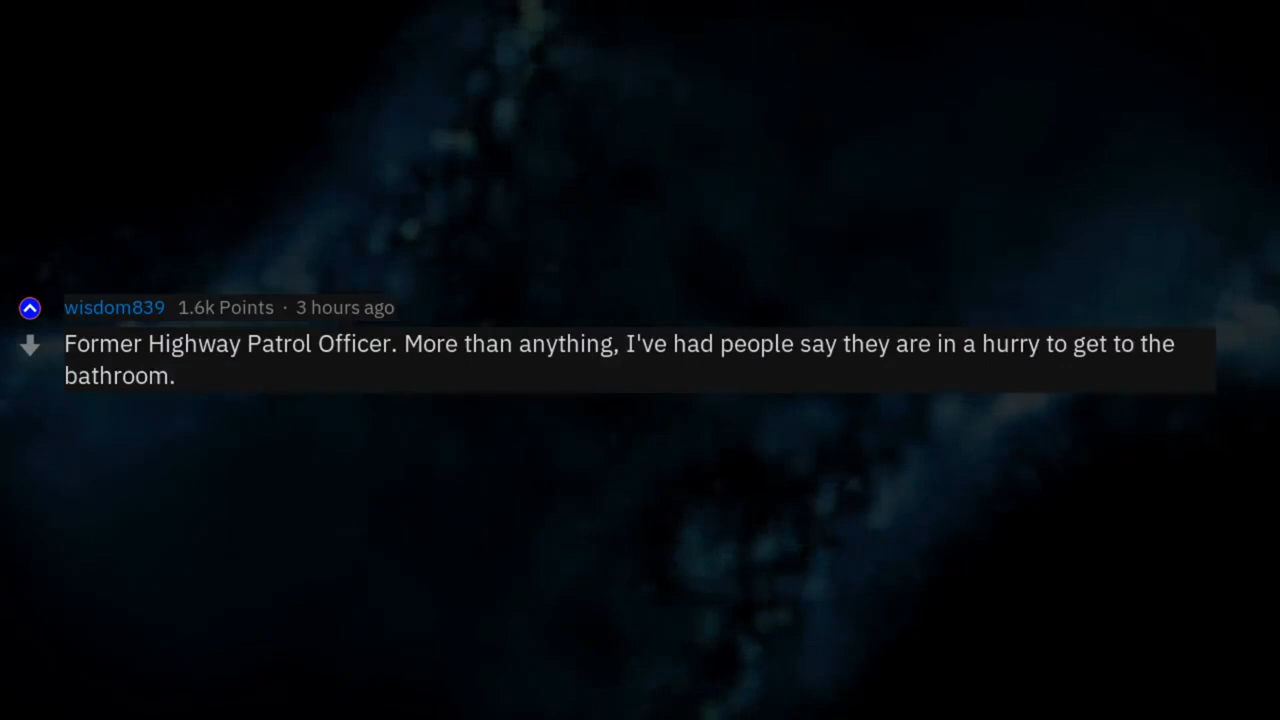 wisdom839 1.6k Points · 3 hours ago
Former Highway Patrol Officer. More than anything, I've had people say they are in a hurry to get to the
bathroom.